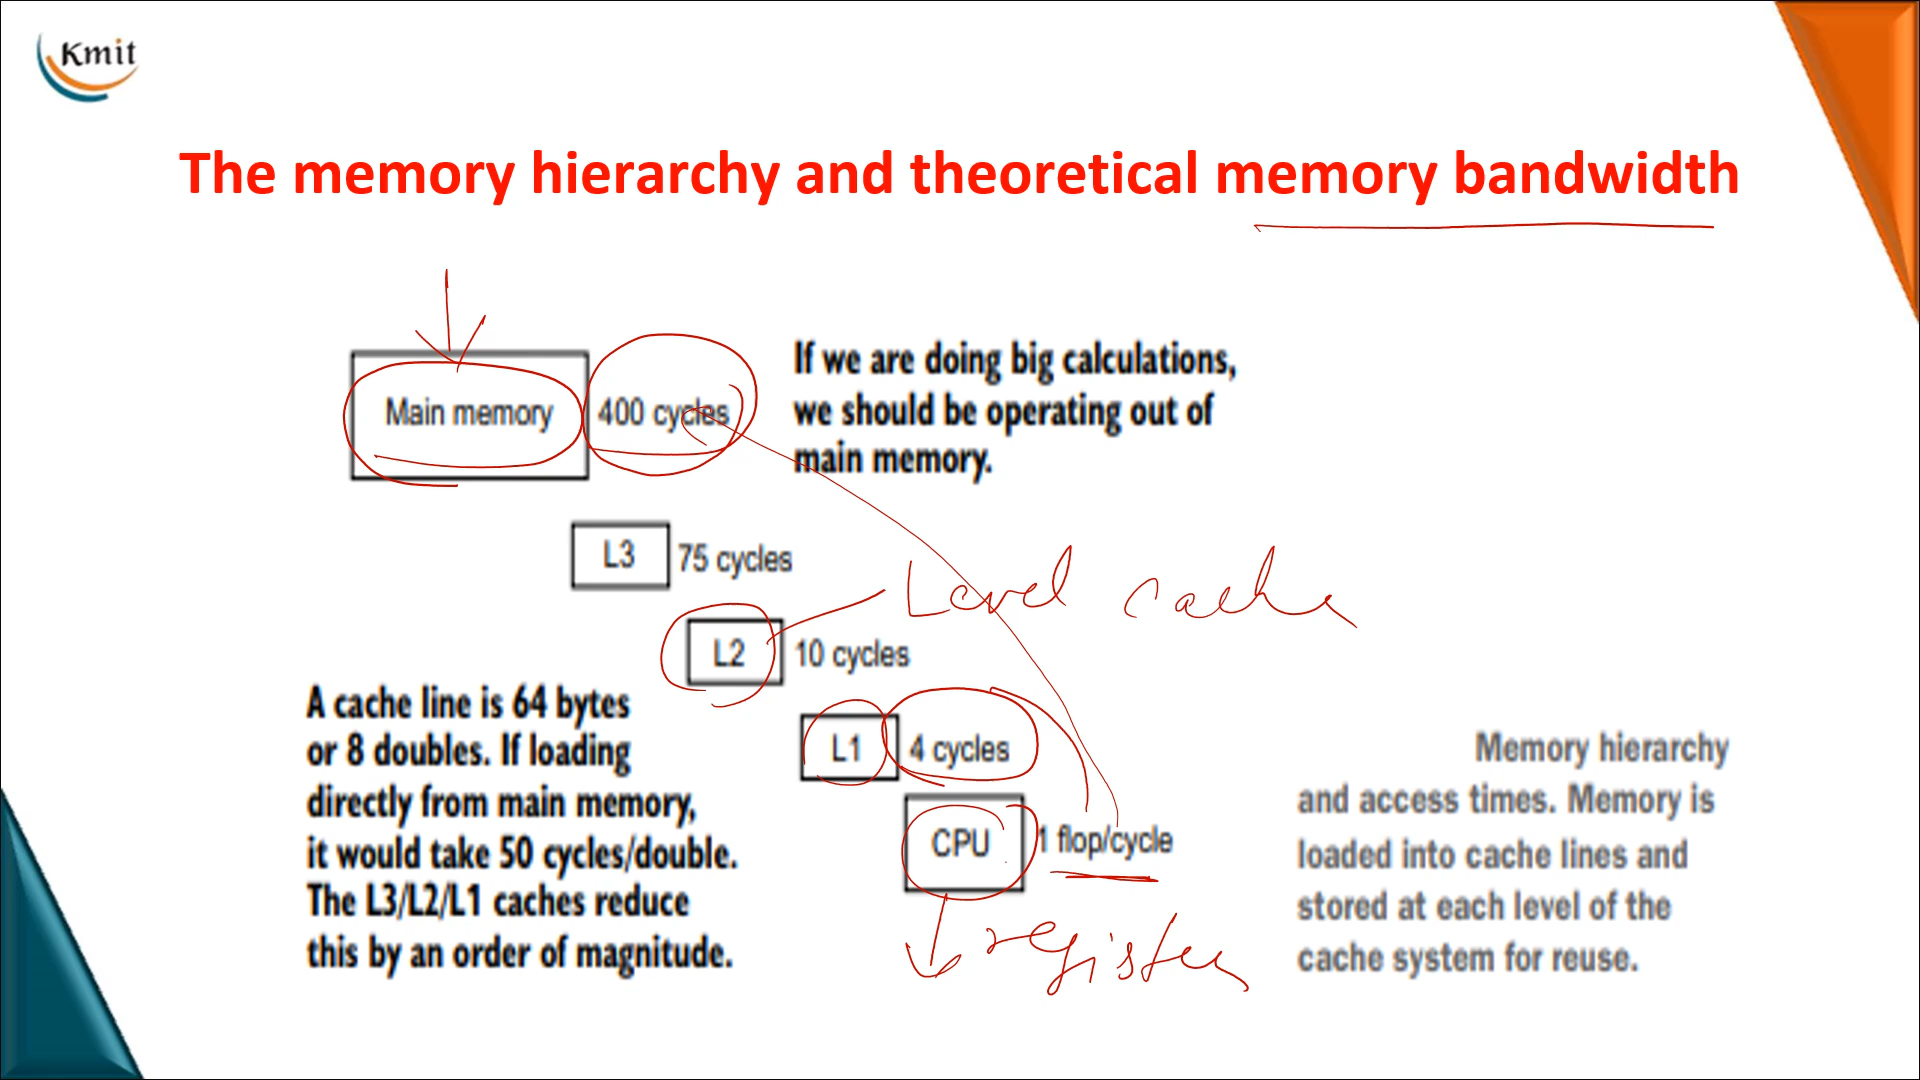 Kmit
The memory hierarchy and theoretical memory bandwidth
Main memory
400 cycles
If we are doing big calculations,
we should be operating out of
main memory.
L3
75 cycles
Level cache
L2
10 cycles
A cache line is 64 bytes
or 8 doubles. If loading
directly from main memory,
it would take 50 cycles/double.
The L3/L2/L1 caches reduce
this by an order of magnitude.
L1
4 cycles
CPU
1 flop/cycle
register
Memory hierarchy
and access times. Memory is
loaded into cache lines and
stored at each level of the
cache system for reuse.